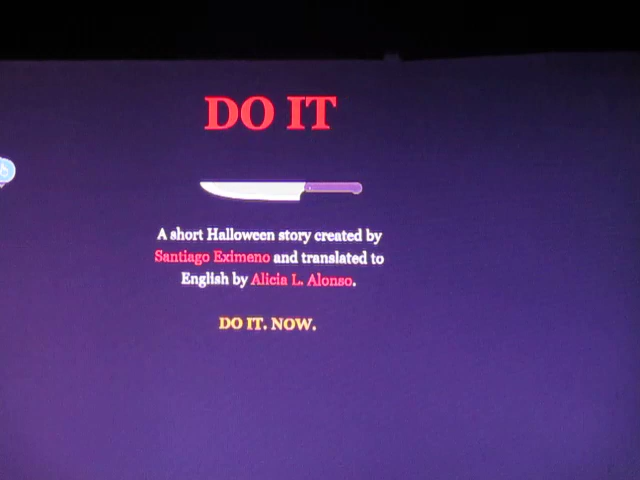 DO IT
A short Halloween story created by
Santiago Eximeno and translated to
English by Alicia L. Alonso.
DO IT. NOW.